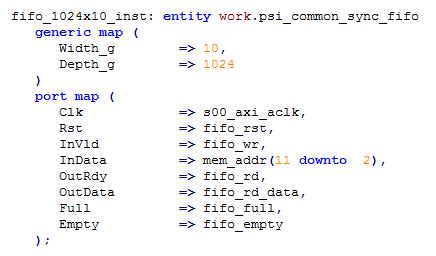 fifo_1024x10_inst: entity work.psi_common_sync_fifo
generic map (
Width_g => 10,
Depth_g => 1024
)
port map (
Clk => s00_axi_aclk,
Rst => fifo_rst,
InVld => fifo_wr,
InData => mem_addr(11 downto 2),
OutRdy => fifo_rd,
OutData => fifo_rd_data,
Full => fifo_full,
Empty => fifo_empty
);